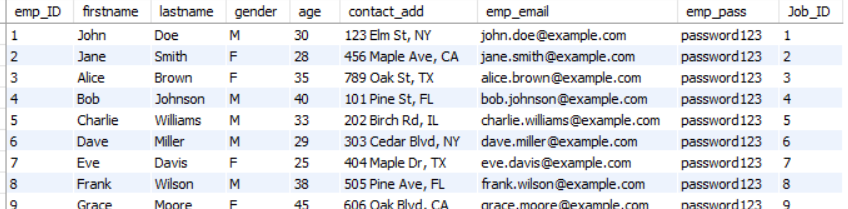 emp_ID firstname lastname gender age contact_add emp_email emp_pass Job_ID
1 John Doe M 30 123 Elm St, NY john.doe@example.com password123 1
2 Jane Smith F 28 456 Maple Ave, CA jane.smith@example.com password123 2
3 Alice Brown F 35 789 Oak St, TX alice.brown@example.com password123 3
4 Bob Johnson M 40 101 Pine St, FL bob.johnson@example.com password123 4
5 Charlie Williams M 33 202 Birch Rd, IL charlie.williams@example.com password123 5
6 Dave Miller M 29 303 Cedar Blvd, NY dave.miller@example.com password123 6
7 Eve Davis F 25 404 Maple Dr, TX eve.davis@example.com password123 7
8 Frank Wilson M 38 505 Pine Ave, FL frank.wilson@example.com password123 8
9 Grace Moore F 45 606 Oak Blvd, CA grace.moore@example.com password123 9